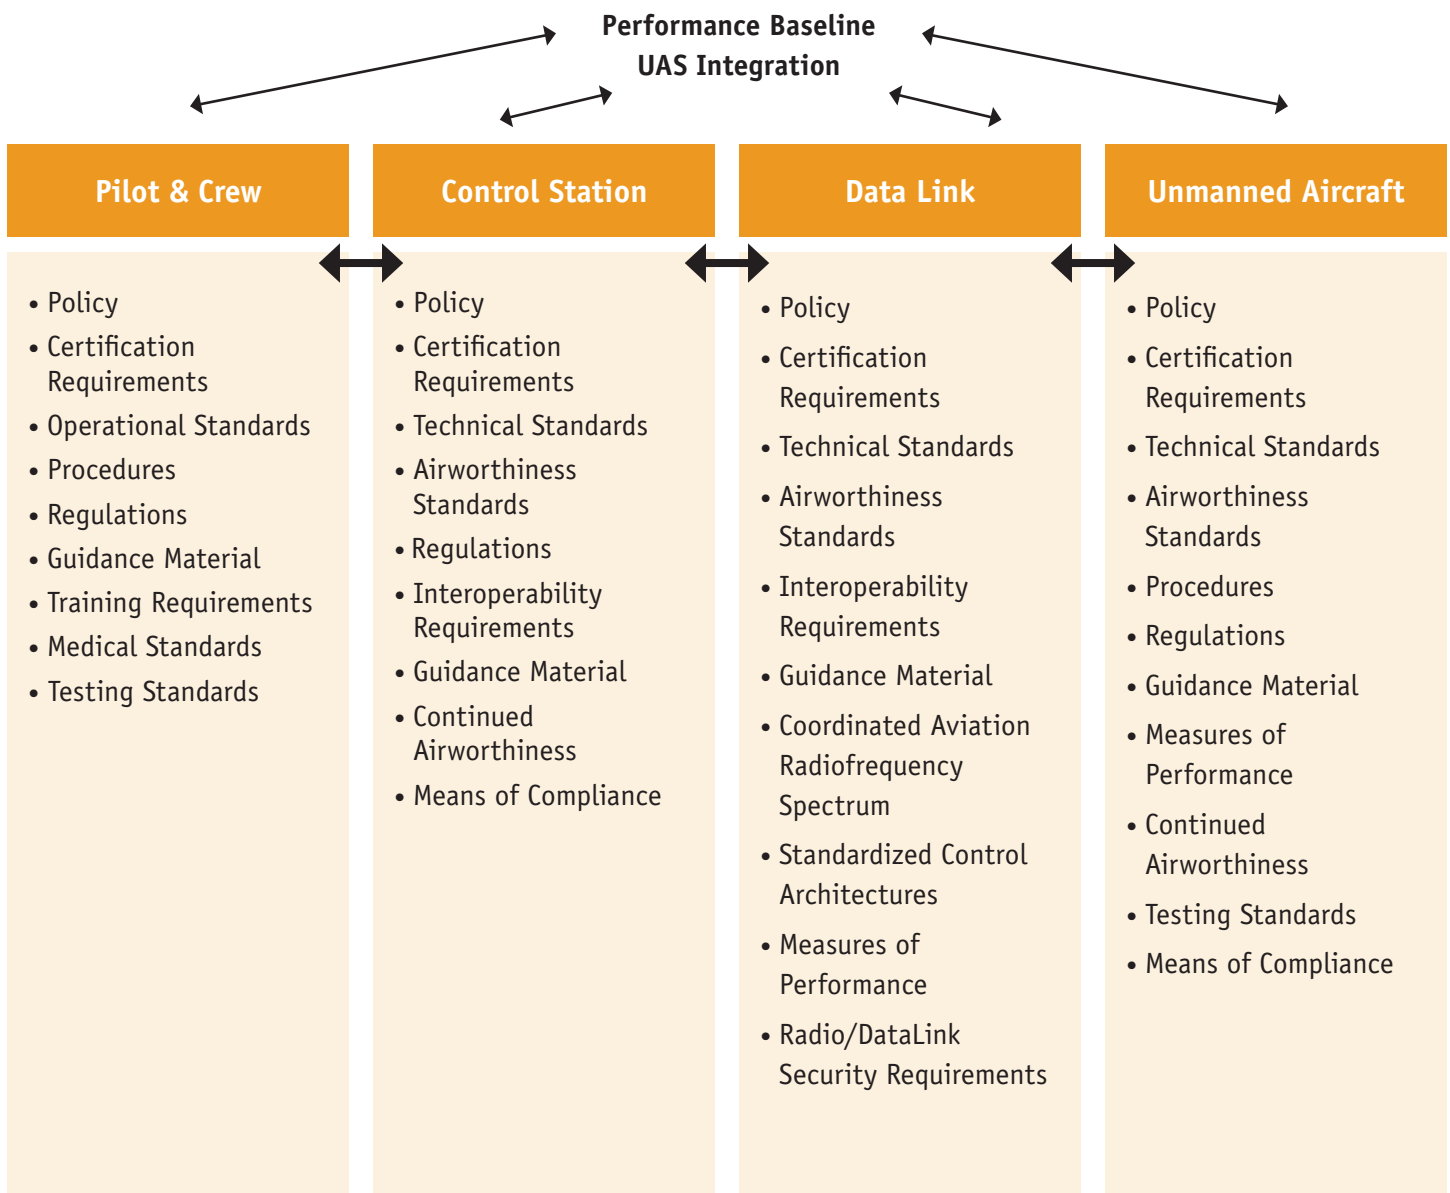 Performance Baseline
UAS Integration
Pilot & Crew
• Policy
• Certification
Requirements
• Operational Standards
• Procedures
• Regulations
• Guidance Material
• Training Requirements
• Medical Standards
• Testing Standards
Control Station
• Policy
• Certification
Requirements
• Technical Standards
• Airworthiness
Standards
• Regulations
• Interoperability
Requirements
• Guidance Material
• Continued
Airworthiness
• Means of Compliance
Data Link
• Policy
• Certification
Requirements
• Technical Standards
• Airworthiness
Standards
• Interoperability
Requirements
• Guidance Material
• Coordinated Aviation
Radiofrequency
Spectrum
• Standardized Control
Architectures
• Measures of
Performance
• Radio/DataLink
Security Requirements
Unmanned Aircraft
• Policy
• Certification
Requirements
• Technical Standards
• Airworthiness
Standards
• Procedures
• Regulations
• Guidance Material
• Measures of
Performance
• Continued
Airworthiness
• Testing Standards
• Means of Compliance